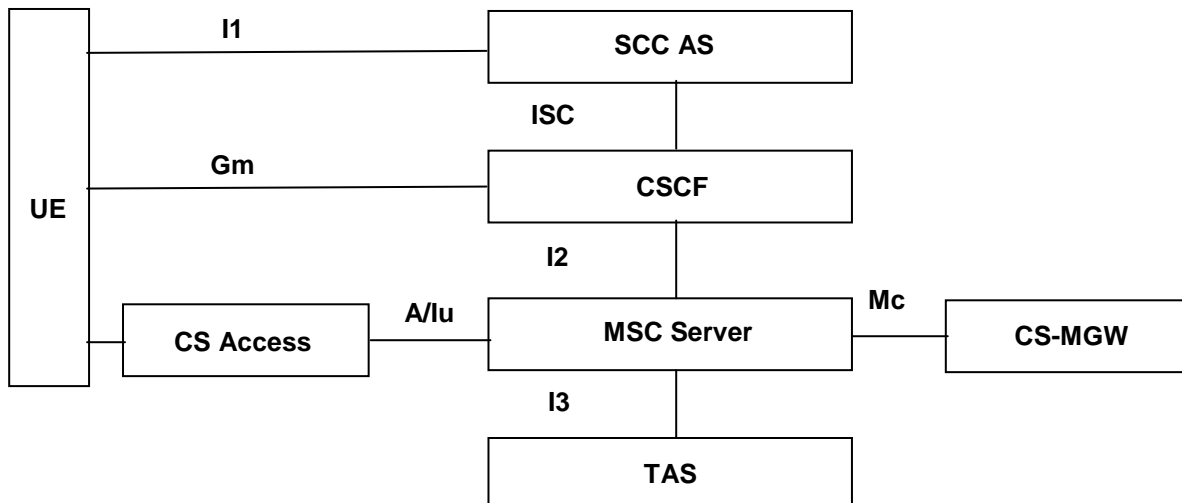 I1
SCC AS
ISC
Gm
CSCF
UE
I2
Mc
A/Iu
MSC Server
CS-MGW
CS Access
I3
TAS